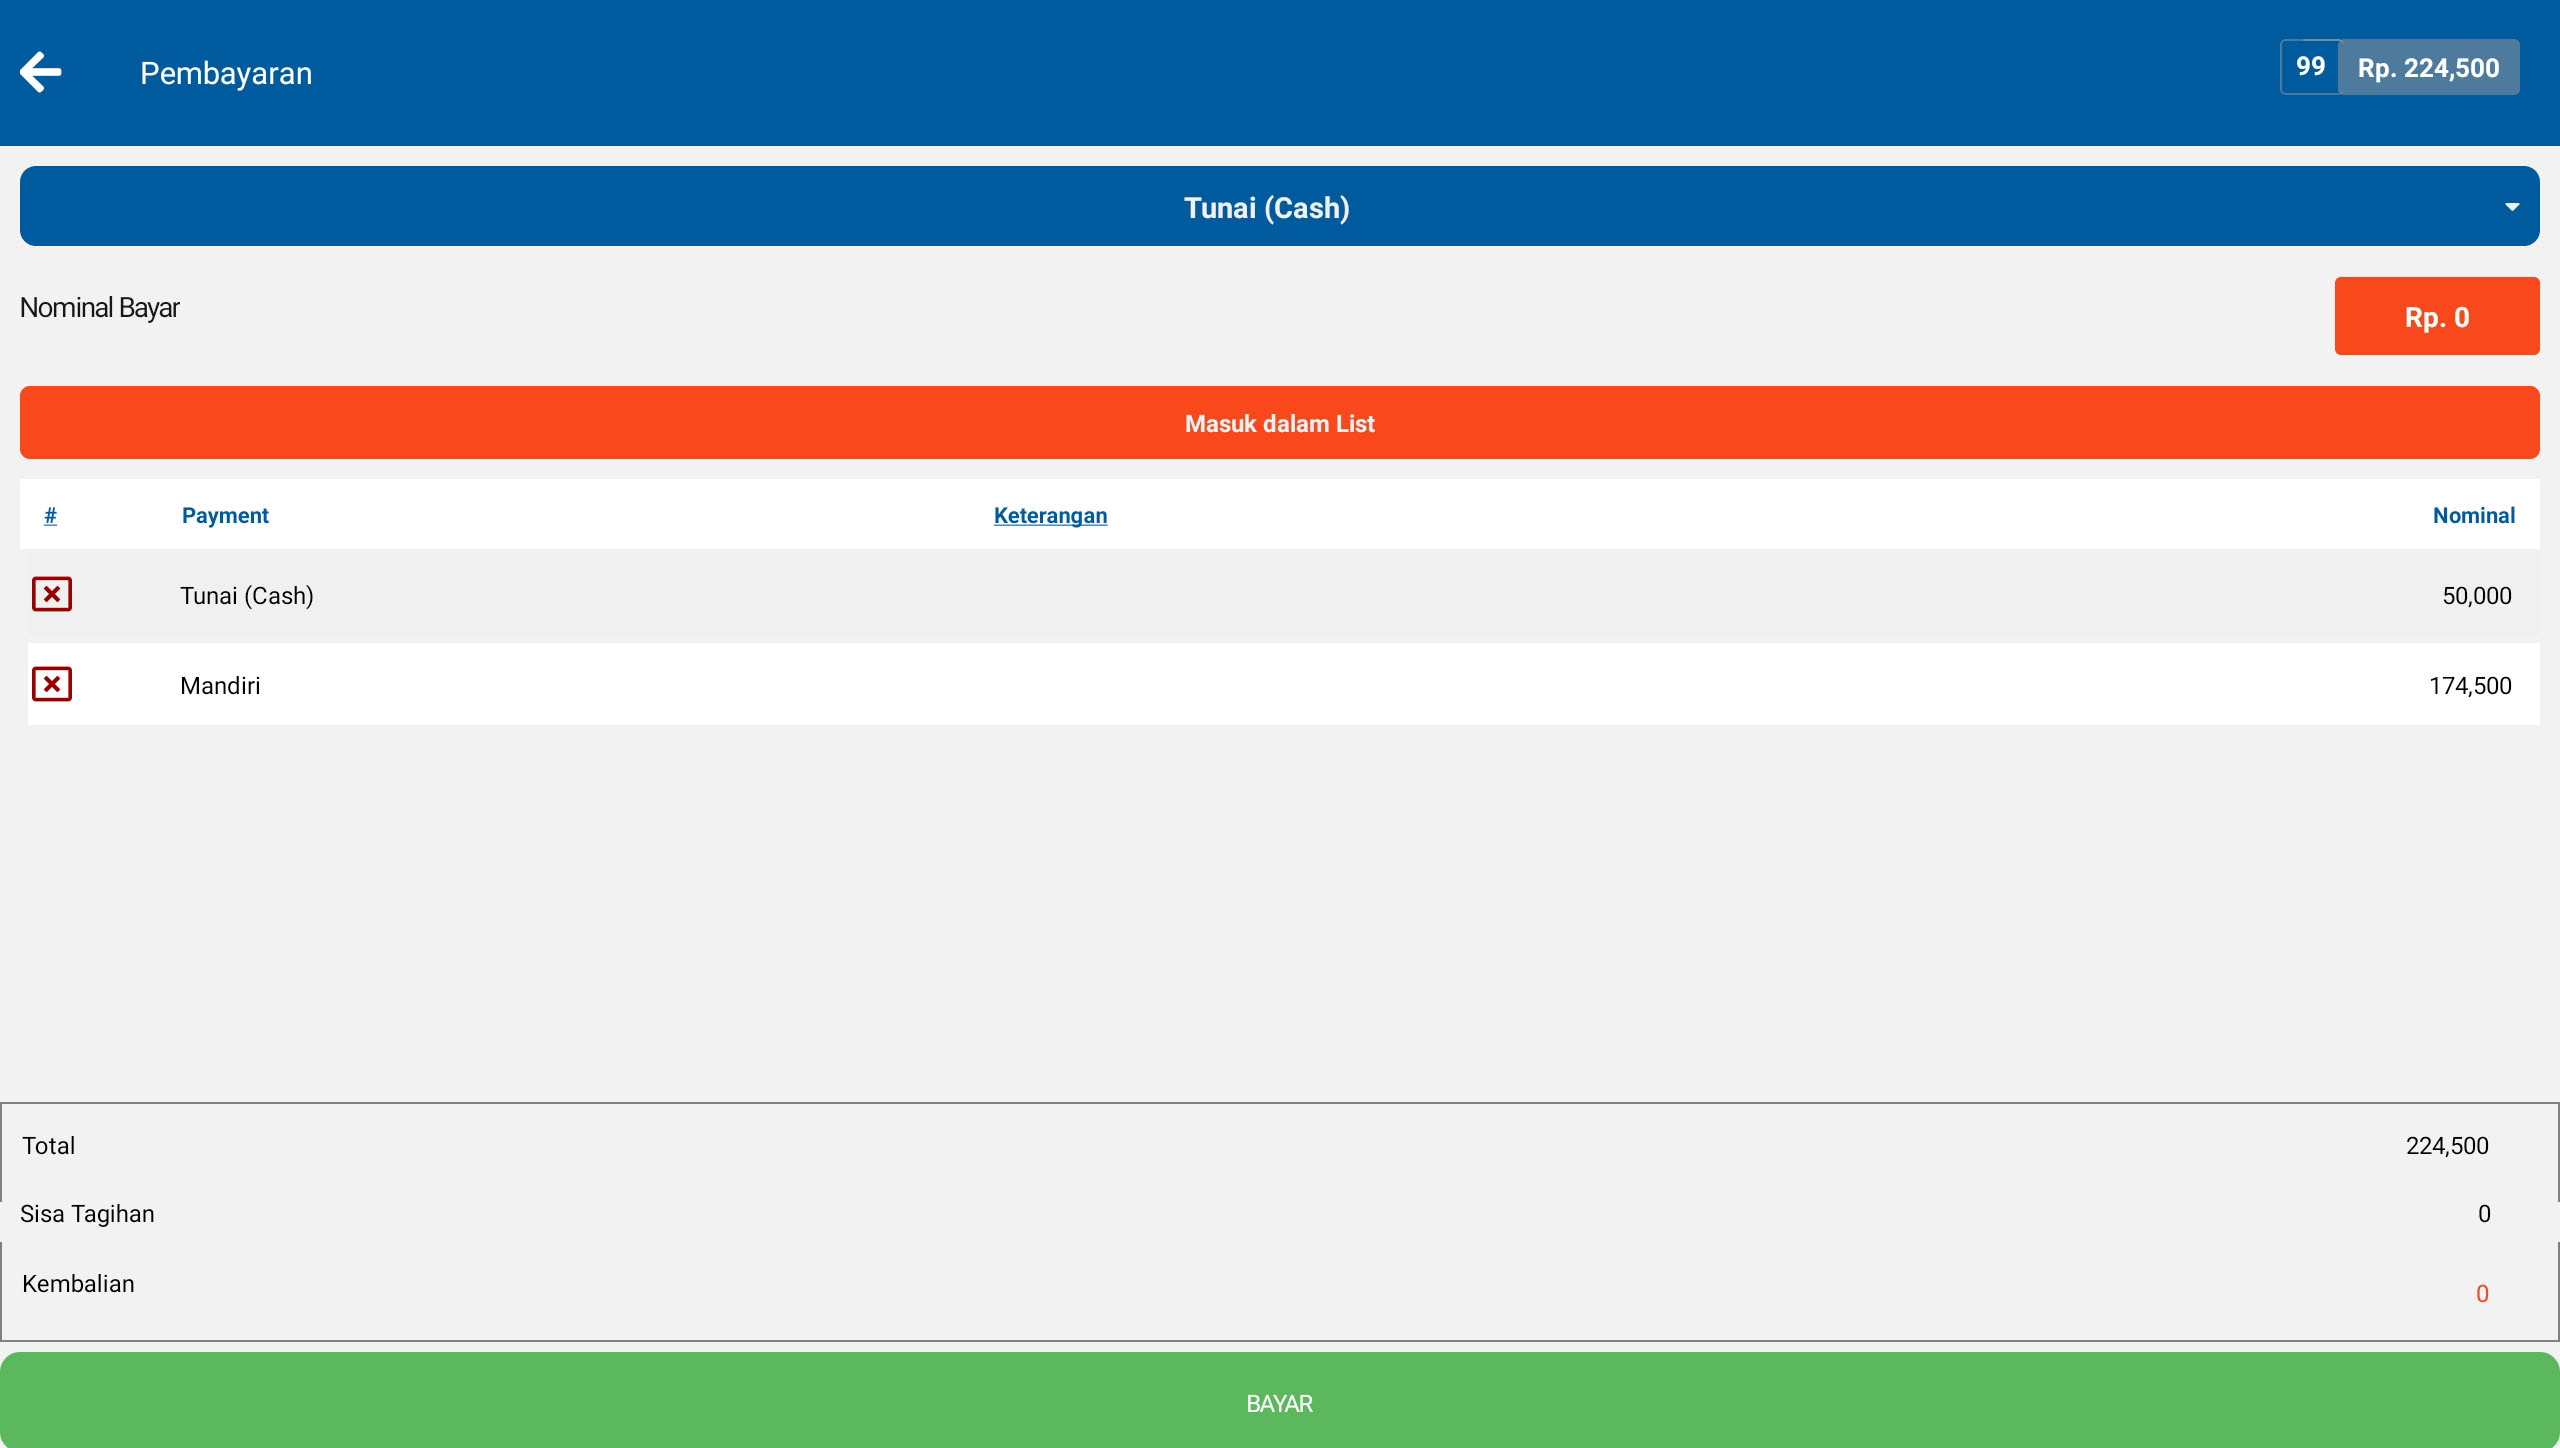 Pembayaran
99 Rp. 224,500
Tunai (Cash)
Nominal Bayar
Rp. 0
Masuk dalam List
# Payment Keterangan Nominal
Tunai (Cash) 50,000
Mandiri 174,500
Total 224,500
Sisa Tagihan 0
Kembalian 0
BAYAR